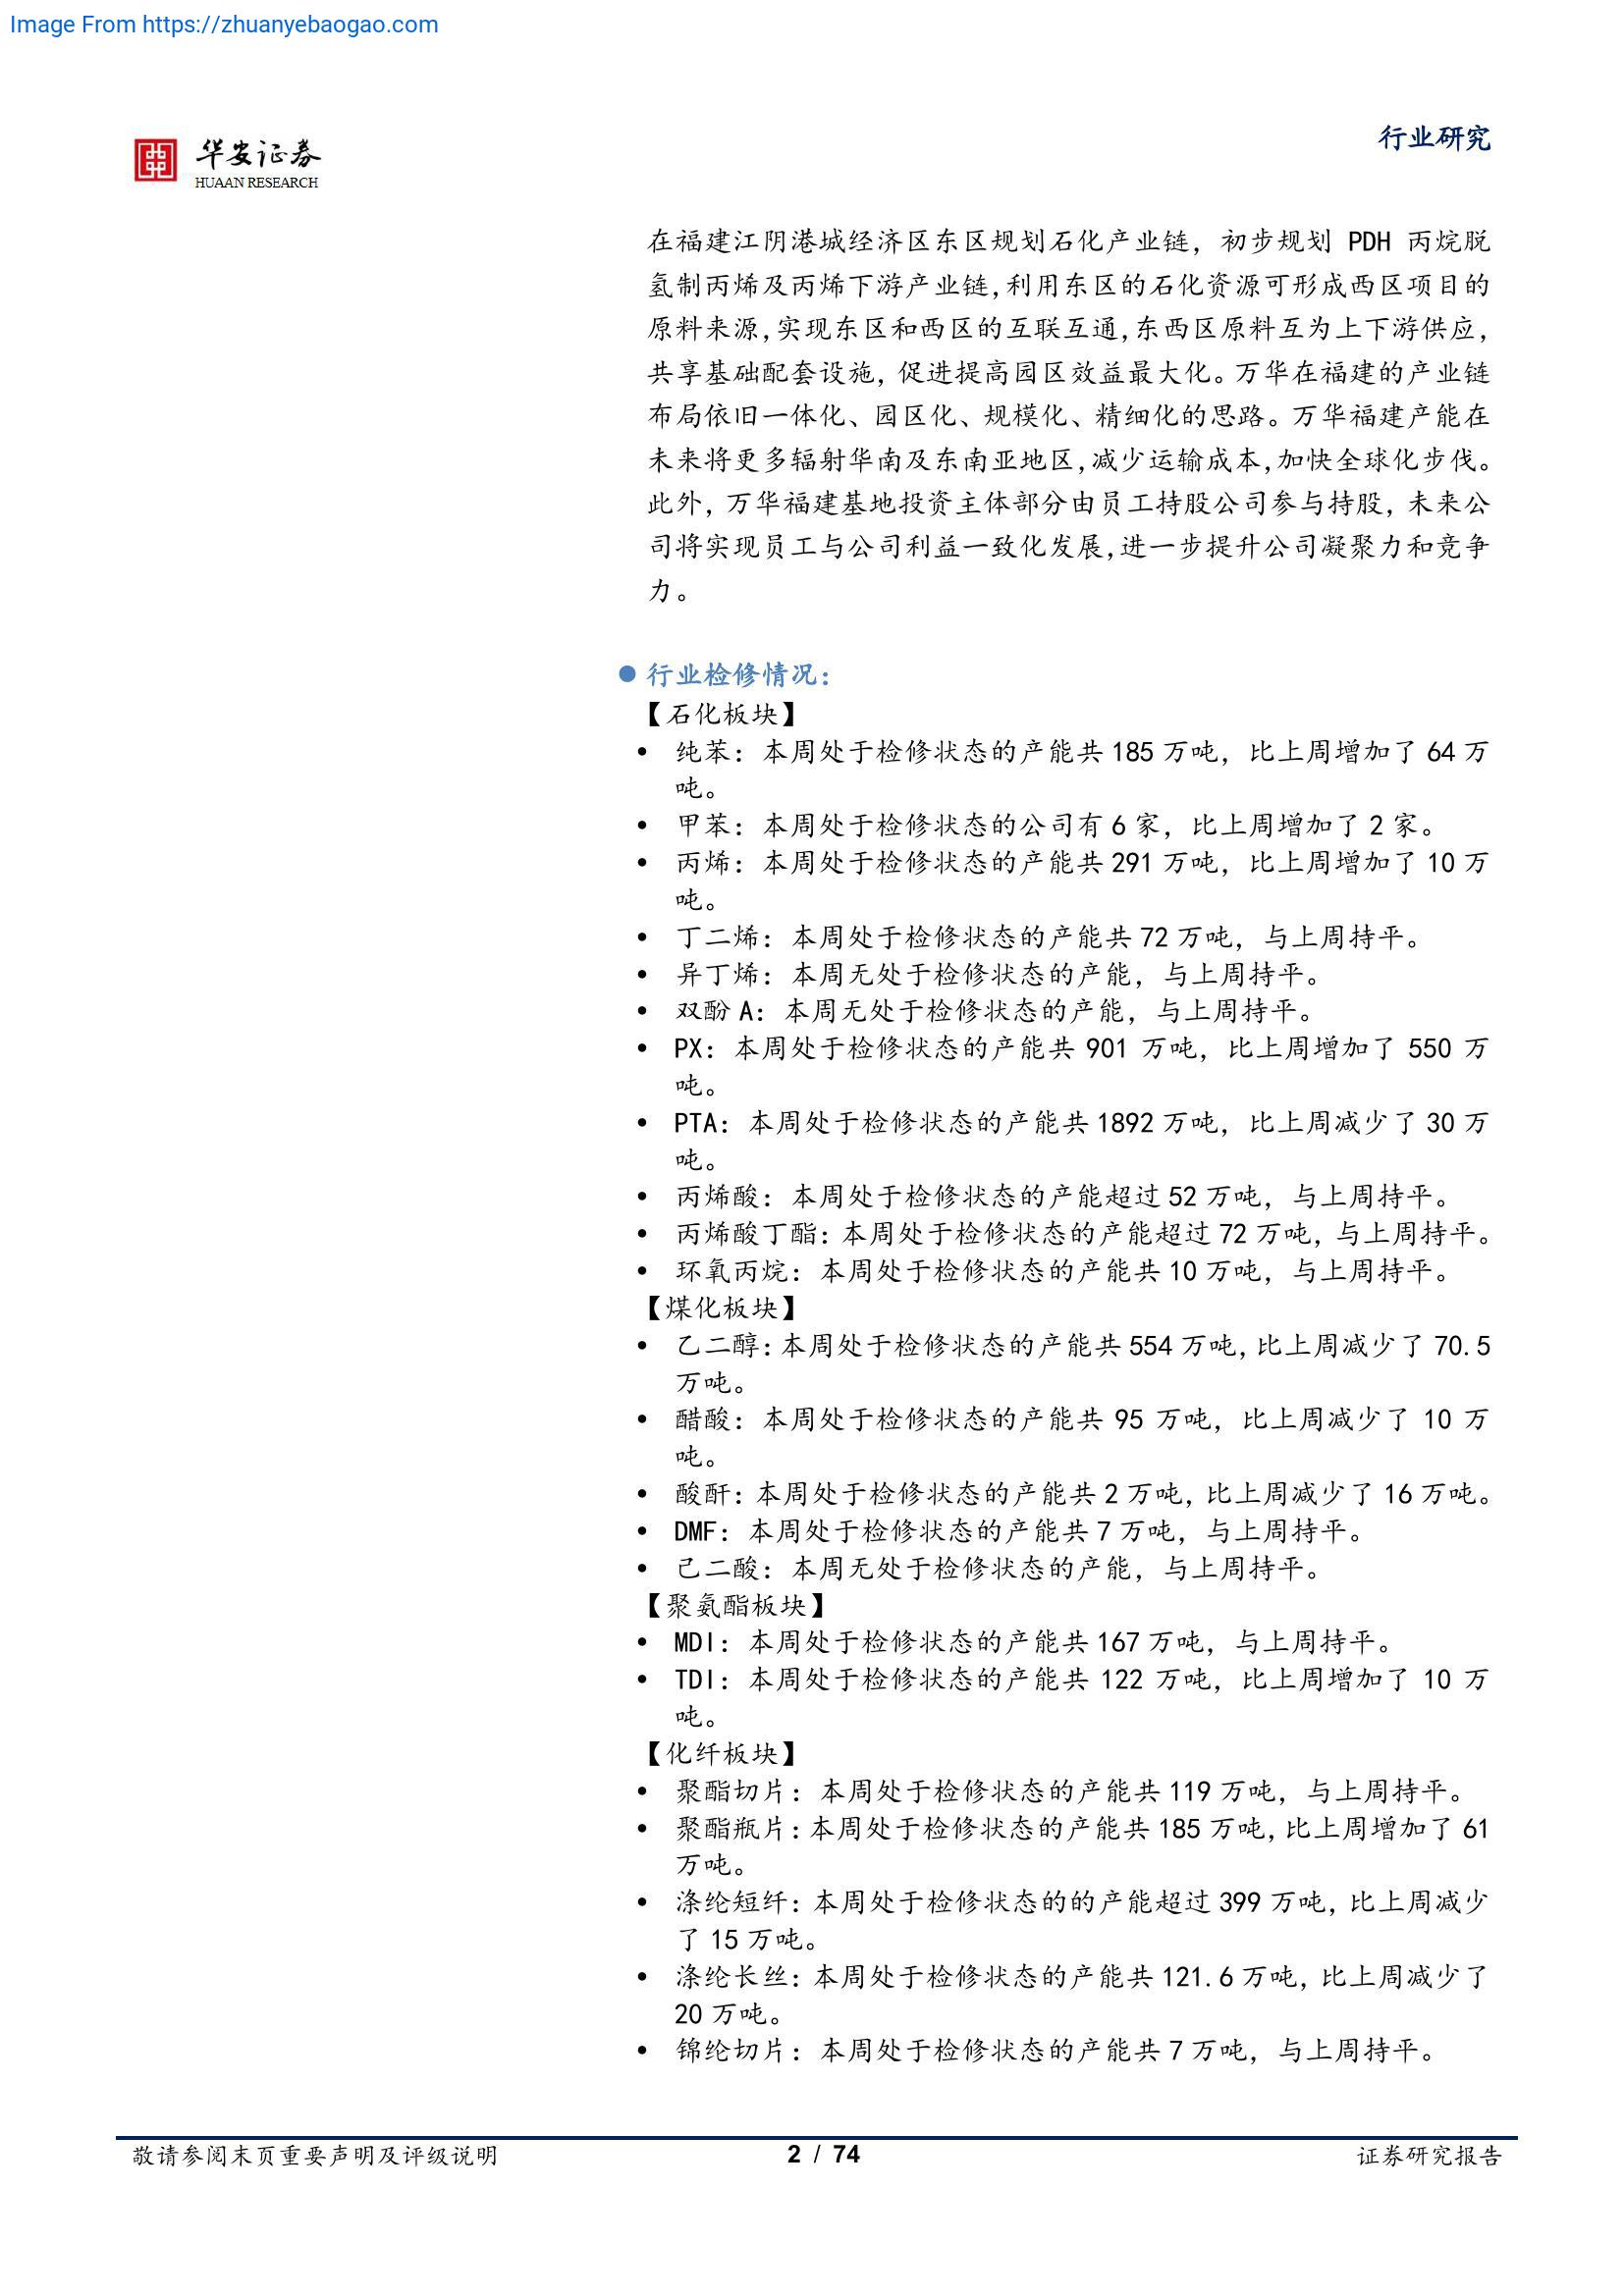 Image From https://zhuanyebaogao.com
华安证券
HUAAN RESEARCH
行业研究
在福建江阴港城经济区东区规划石化产业链，初步规划 PDH 丙烷脱
氢制丙烯及丙烯下游产业链,利用东区的石化资源可形成西区项目的
原料来源,实现东区和西区的互联互通,东西区原料互为上下游供应,
共享基础配套设施，促进提高园区效益最大化。万华在福建的产业链
布局依旧一体化、园区化、规模化、精细化的思路。万华福建产能在
未来将更多辐射华南及东南亚地区,减少运输成本,加快全球化步伐。
此外，万华福建基地投资主体部分由员工持股公司参与持股，未来公
司将实现员工与公司利益一致化发展,进一步提升公司凝聚力和竞争
力。
● 行业检修情况：
【石化板块】
• 纯苯：本周处于检修状态的产能共 185 万吨，比上周增加了 64 万
吨。
• 甲苯：本周处于检修状态的公司有 6 家，比上周增加了 2 家。
• 丙烯：本周处于检修状态的产能共 291 万吨，比上周增加了 10 万
吨。
• 丁二烯：本周处于检修状态的产能共 72 万吨，与上周持平。
• 异丁烯：本周无处于检修状态的产能，与上周持平。
• 双酚 A：本周无处于检修状态的产能，与上周持平。
• PX：本周处于检修状态的产能共 901 万吨，比上周增加了 550 万
吨。
• PTA：本周处于检修状态的产能共 1892 万吨，比上周减少了 30 万
吨。
• 丙烯酸：本周处于检修状态的产能超过 52 万吨，与上周持平。
• 丙烯酸丁酯：本周处于检修状态的产能超过 72 万吨，与上周持平。
• 环氧丙烷：本周处于检修状态的产能共 10 万吨，与上周持平。
【煤化板块】
• 乙二醇：本周处于检修状态的产能共 554 万吨，比上周减少了 70.5
万吨。
• 醋酸：本周处于检修状态的产能共 95 万吨，比上周减少了 10 万
吨。
• 酸酐：本周处于检修状态的产能共 2 万吨，比上周减少了 16 万吨。
• DMF：本周处于检修状态的产能共 7 万吨，与上周持平。
• 己二酸：本周无处于检修状态的产能，与上周持平。
【聚氨酯板块】
• MDI：本周处于检修状态的产能共 167 万吨，与上周持平。
• TDI：本周处于检修状态的产能共 122 万吨，比上周增加了 10 万
吨。
【化纤板块】
• 聚酯切片：本周处于检修状态的产能共 119 万吨，与上周持平。
• 聚酯瓶片：本周处于检修状态的产能共 185 万吨，比上周增加了 61
万吨。
• 涤纶短纤：本周处于检修状态的的产能超过 399 万吨，比上周减少
了 15 万吨。
• 涤纶长丝：本周处于检修状态的产能共 121.6 万吨，比上周减少了
20 万吨。
• 锦纶切片：本周处于检修状态的产能共 7 万吨，与上周持平。
敬请参阅末页重要声明及评级说明
2 / 74
证券研究报告